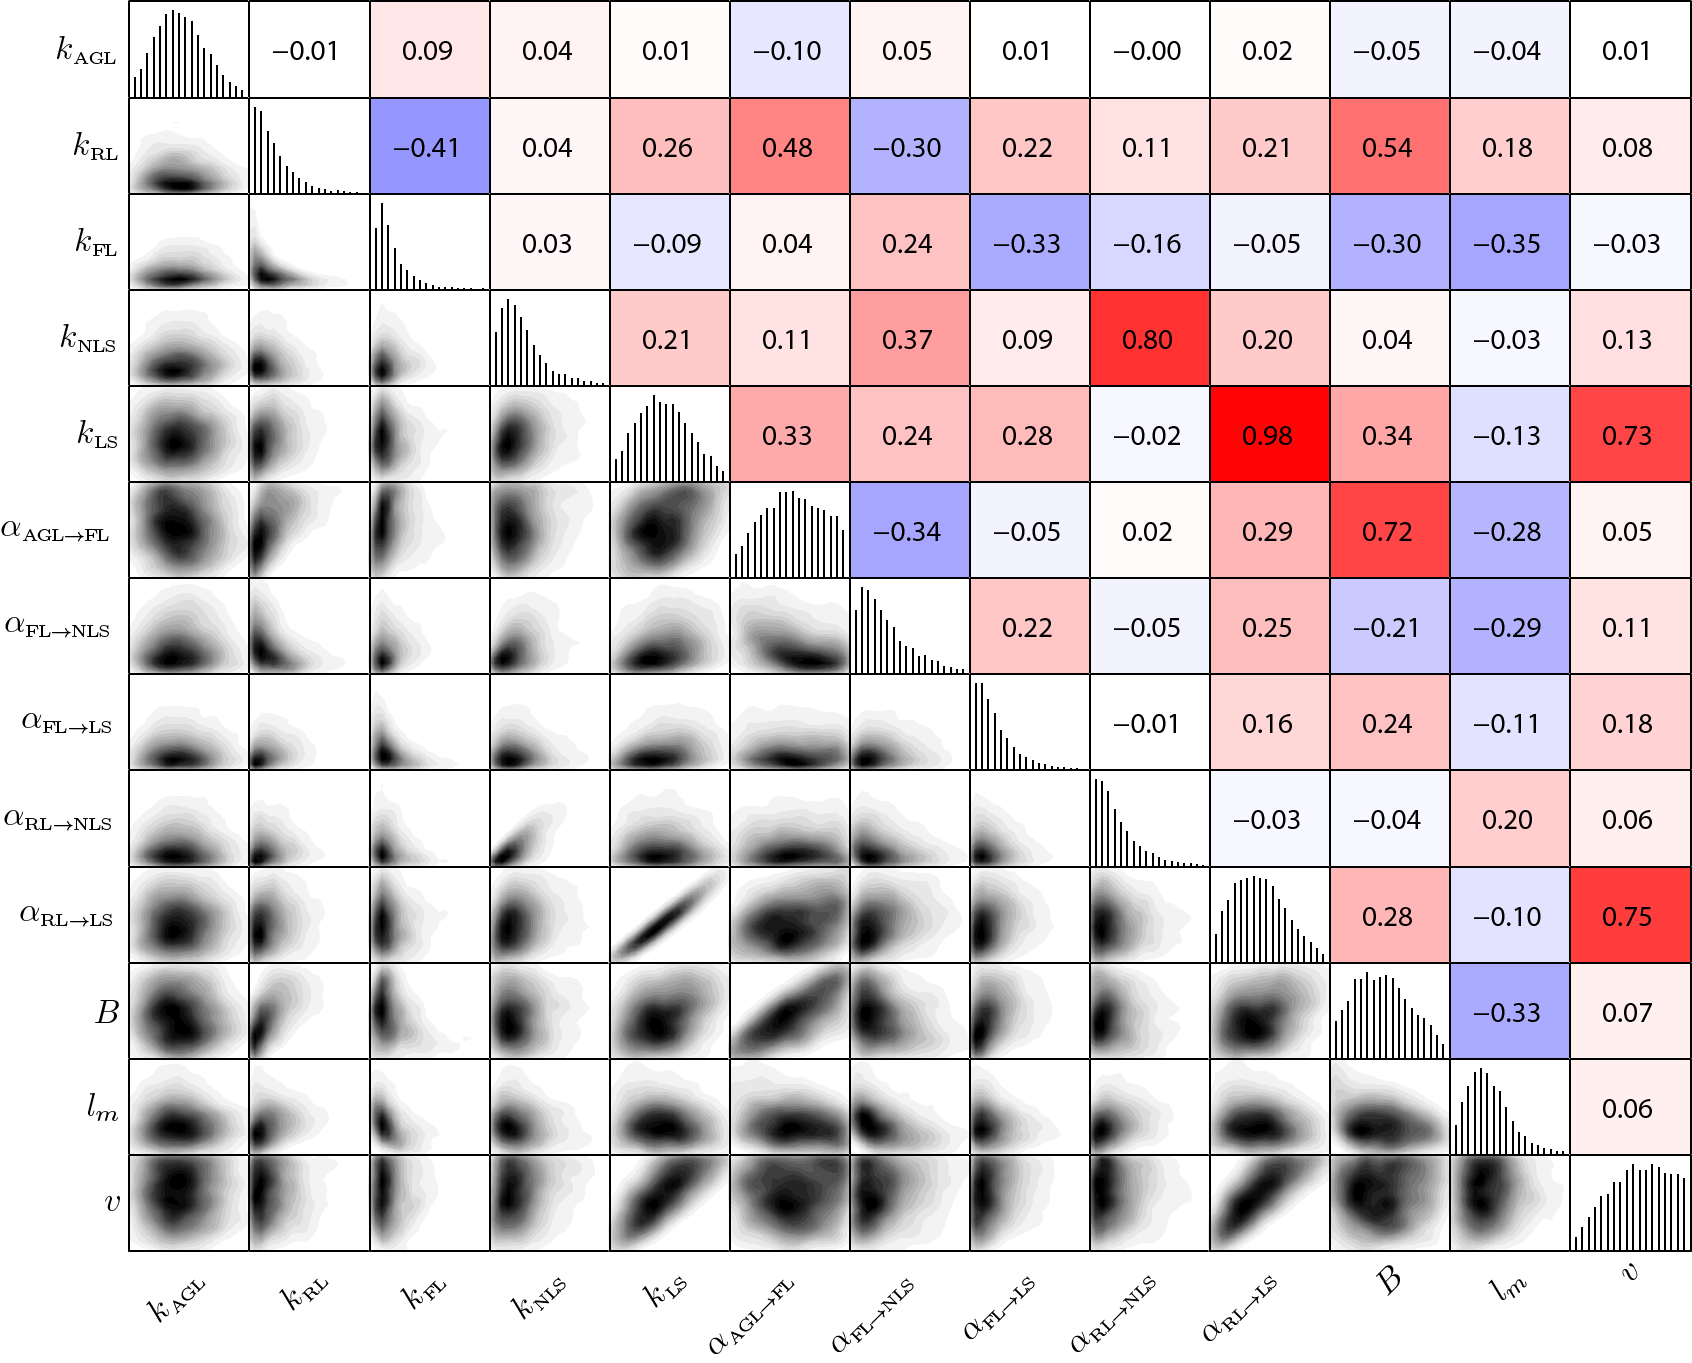 k_AGL −0.01 0.09 0.04 0.01 −0.10 0.05 0.01 −0.00 0.02 −0.05 −0.04 0.01
k_RL −0.41 0.04 0.26 0.48 −0.30 0.22 0.11 0.21 0.54 0.18 0.08
k_FL 0.03 −0.09 0.04 0.24 −0.33 −0.16 −0.05 −0.30 −0.35 −0.03
k_NLS 0.21 0.11 0.37 0.09 0.80 0.20 0.04 −0.03 0.13
k_LS 0.33 0.24 0.28 −0.02 0.98 0.34 −0.13 0.73
α_AGL→FL −0.34 −0.05 0.02 0.29 0.72 −0.28 0.05
α_FL→NLS 0.22 −0.05 0.25 −0.21 −0.29 0.11
α_FL→LS −0.01 0.16 0.24 −0.11 0.18
α_RL→NLS −0.03 −0.04 0.20 0.06
α_RL→LS 0.28 −0.10 0.75
B −0.33 0.07
l_m 0.06
v
k_AGL k_RL k_FL k_NLS k_LS α_AGL→FL α_FL→NLS α_FL→LS α_RL→NLS α_RL→LS B l_m v